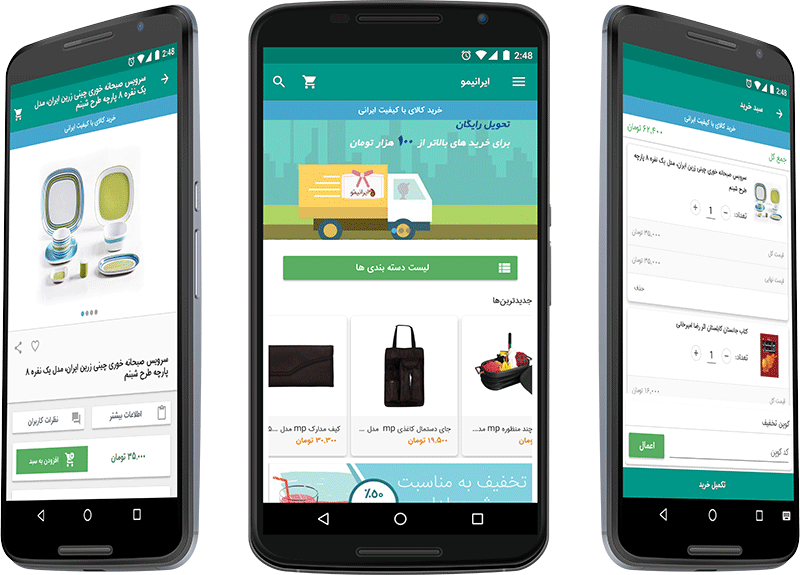 2:48
سرویس صبحانه خوری چینی زرین ایران، مدل
یک نفره ۸ پارچه طرح شبنم
خرید کالای با کیفیت ایرانی
سرویس صبحانه خوری چینی زرین ایران، مدل یک نفره ۸
پارچه طرح شبنم
اطلاعات بیشتر
نظرات کاربران
۳۵,۰۰۰ تومان
افزودن به سبد
2:48
ایرانیمو
خرید کالای با کیفیت ایرانی
تحویل رایگان
برای خرید های بالاتر از ۱۰۰ هزار تومان
ایرانیمو
لیست دسته بندی ها
جدیدترین‌ها
چند منظوره mp مد...
جای دستمال کاغذی mp مدل ...
۱۹.۵۰۰ تومان
کیف مدارک mp مدل ...
۳۰.۳۰۰ تومان
تخفیف به مناسبت
٪۵۰
2:48
سبد خرید
خرید کالای با کیفیت ایرانی
جمع کل
۶۲,۴۰۰ تومان
سرویس صبحانه خوری چینی زرین ایران، مدل یک نفره ۸ پارچه
طرح شبنم
تعداد: − 1 +
قیمت کل
۳۵,۰۰۰ تومان
قیمت نهایی
۳۵,۰۰۰ تومان
حذف
کتاب جانستان کابلستان اثر رضا امیرخانی
تعداد: − 1 +
قیمت کل
۱۶,۰۰۰ تومان
کوپن تخفیف
کد کوپن
اعمال
تکمیل خرید